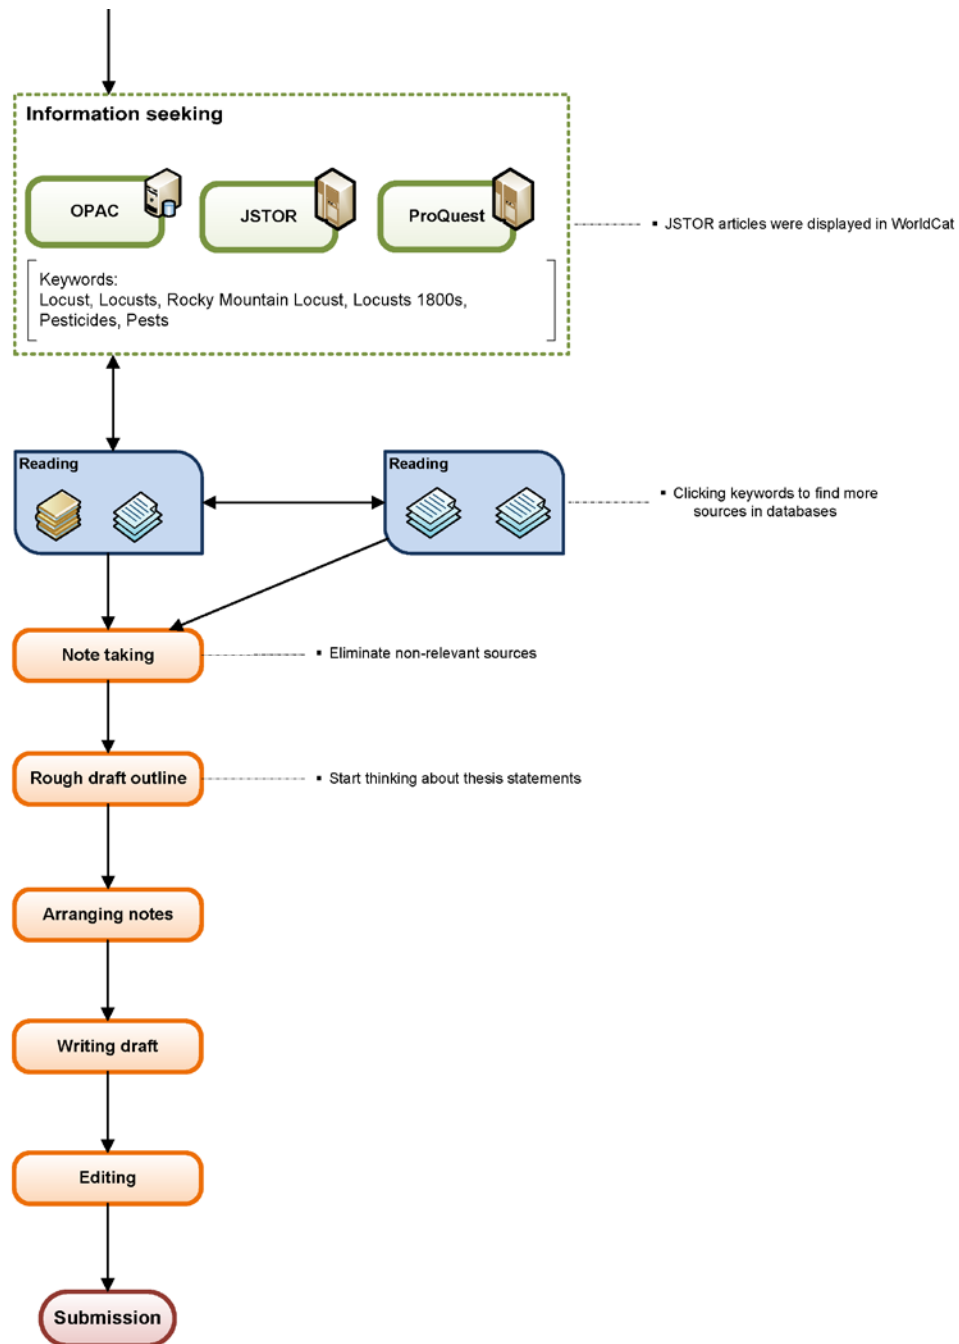 Information seeking
OPAC
JSTOR
ProQuest
▪ JSTOR articles were displayed in WorldCat
Keywords:
Locust, Locusts, Rocky Mountain Locust, Locusts 1800s,
Pesticides, Pests
Reading
Reading
▪ Clicking keywords to find more
sources in databases
Note taking
▪ Eliminate non-relevant sources
Rough draft outline
▪ Start thinking about thesis statements
Arranging notes
Writing draft
Editing
Submission